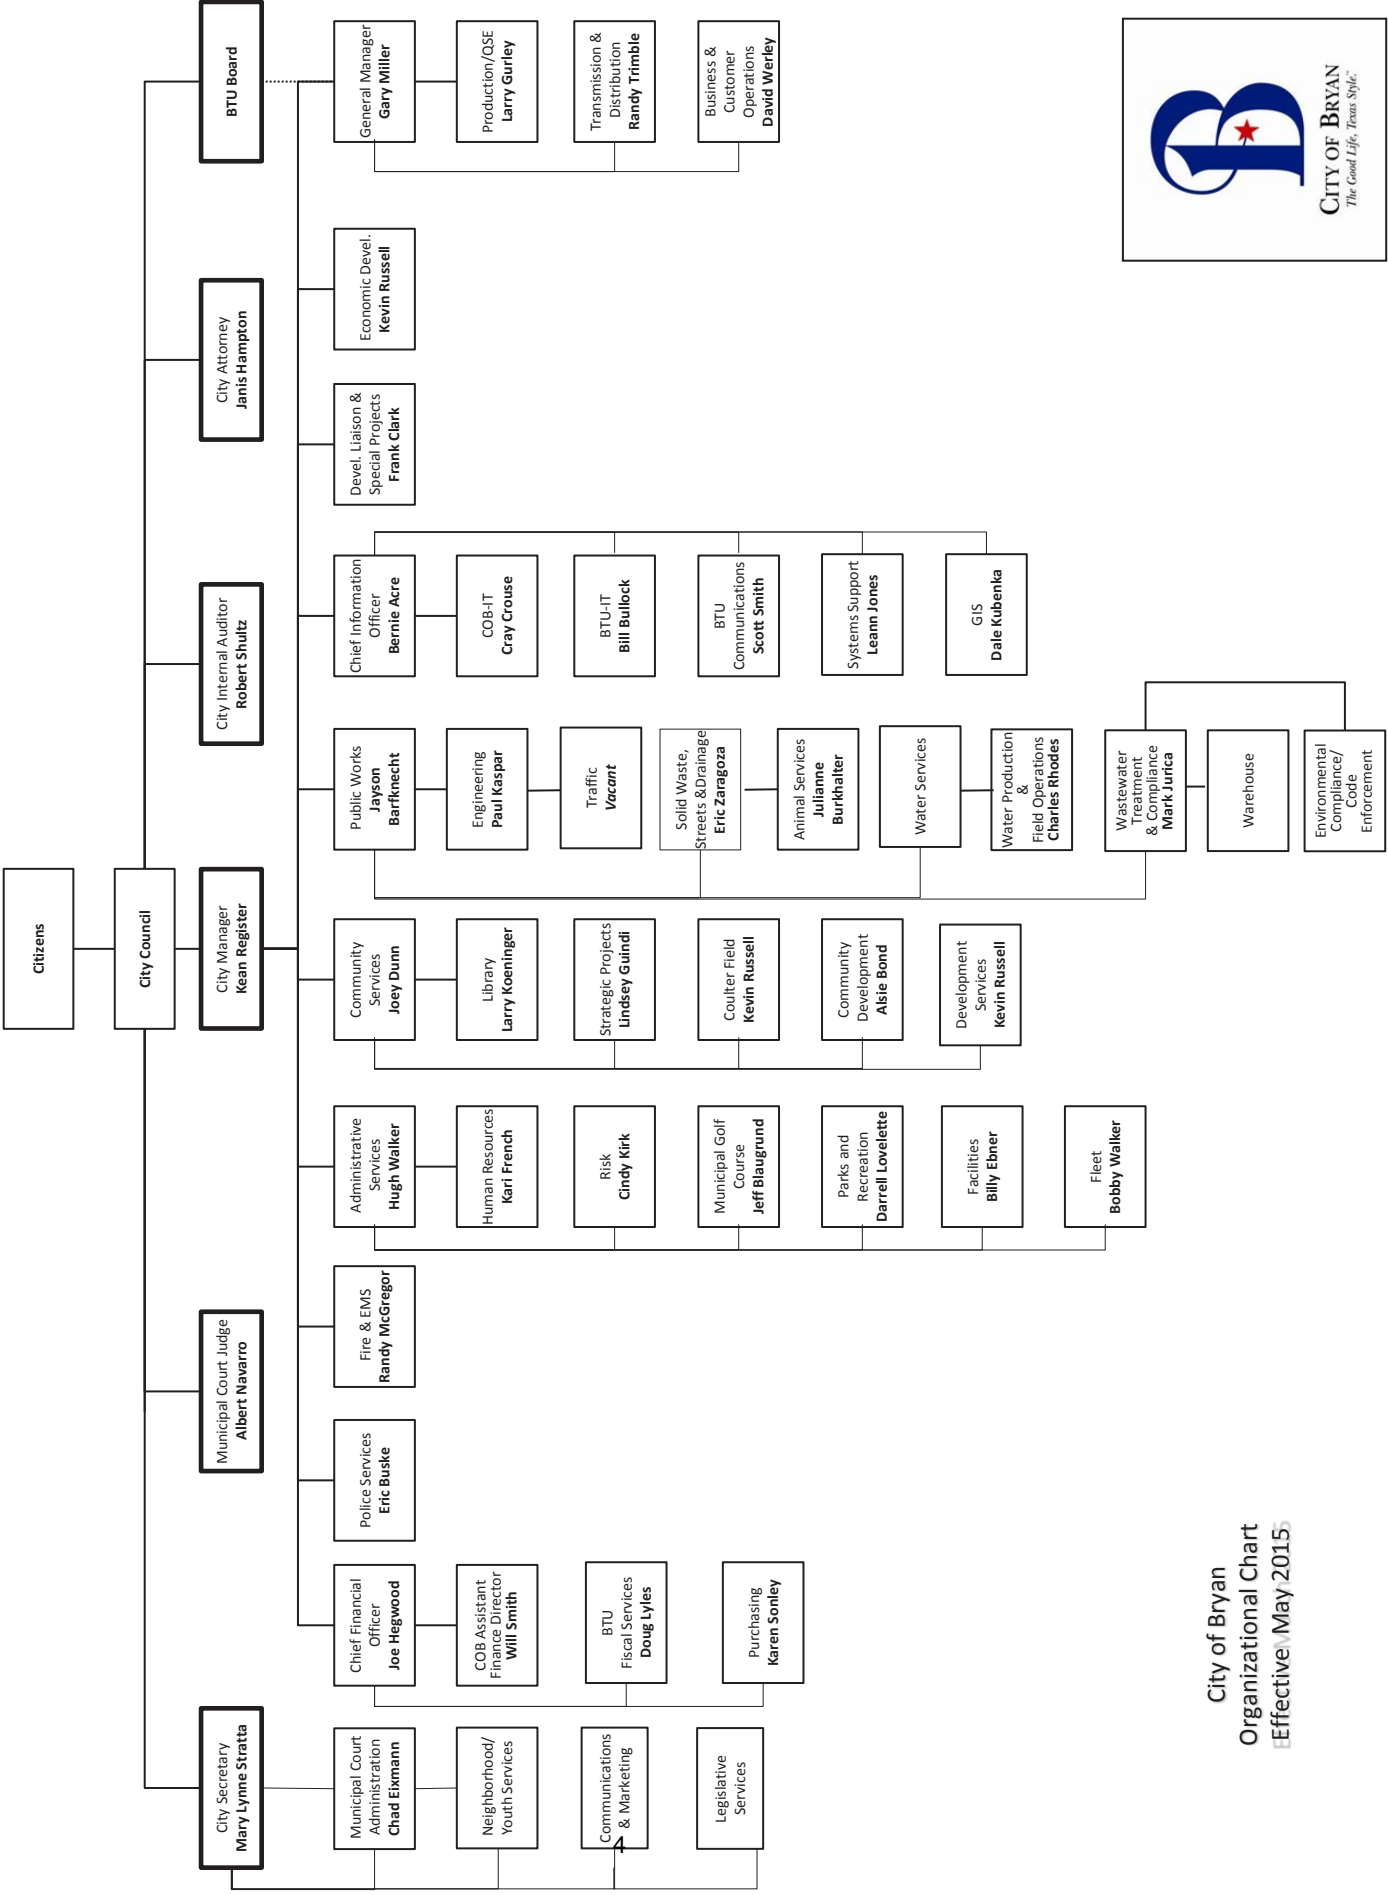 Citizens
City Council
City Secretary
Mary Lynne Stratta
Municipal Court Judge
Albert Navarro
City Manager
Kean Register
City Internal Auditor
Robert Shultz
City Attorney
Janis Hampton
BTU Board
Municipal Court
Administration
Chad Eixmann
Neighborhood/
Youth Services
Communications
& Marketing
Legislative
Services
Chief Financial
Officer
Joe Hegwood
COB Assistant
Finance Director
Will Smith
BTU
Fiscal Services
Doug Lyles
Purchasing
Karen Sonley
Police Services
Eric Buske
Fire & EMS
Randy McGregor
Administrative
Services
Hugh Walker
Human Resources
Kari French
Risk
Cindy Kirk
Municipal Golf
Course
Jeff Blaugrund
Parks and
Recreation
Darrell Lovelette
Facilities
Billy Ebner
Fleet
Bobby Walker
Community
Services
Joey Dunn
Library
Larry Koeninger
Strategic Projects
Lindsey Guindi
Coulter Field
Kevin Russell
Community
Development
Alsie Bond
Development
Services
Kevin Russell
Public Works
Jayson
Barfknecht
Engineering
Paul Kaspar
Traffic
Vacant
Solid Waste,
Streets &Drainage
Eric Zaragoza
Animal Services
Julianne
Burkhalter
Water Services
Water Production
&
Field Operations
Charles Rhodes
Wastewater
Treatment
& Compliance
Mark Jurica
Warehouse
Environmental
Compliance/
Code
Enforcement
Chief Information
Officer
Bernie Acre
COB-IT
Cray Crouse
BTU-IT
Bill Bullock
BTU
Communications
Scott Smith
Systems Support
Leann Jones
GIS
Dale Kubenka
Devel. Liaison &
Special Projects
Frank Clark
Economic Devel.
Kevin Russell
General Manager
Gary Miller
Production/QSE
Larry Gurley
Transmission &
Distribution
Randy Trimble
Business &
Customer
Operations
David Werley
City of Bryan
Organizational Chart
Effective May 2015
B
CITY OF BRYAN
The Good Life, Texas Style.™
4